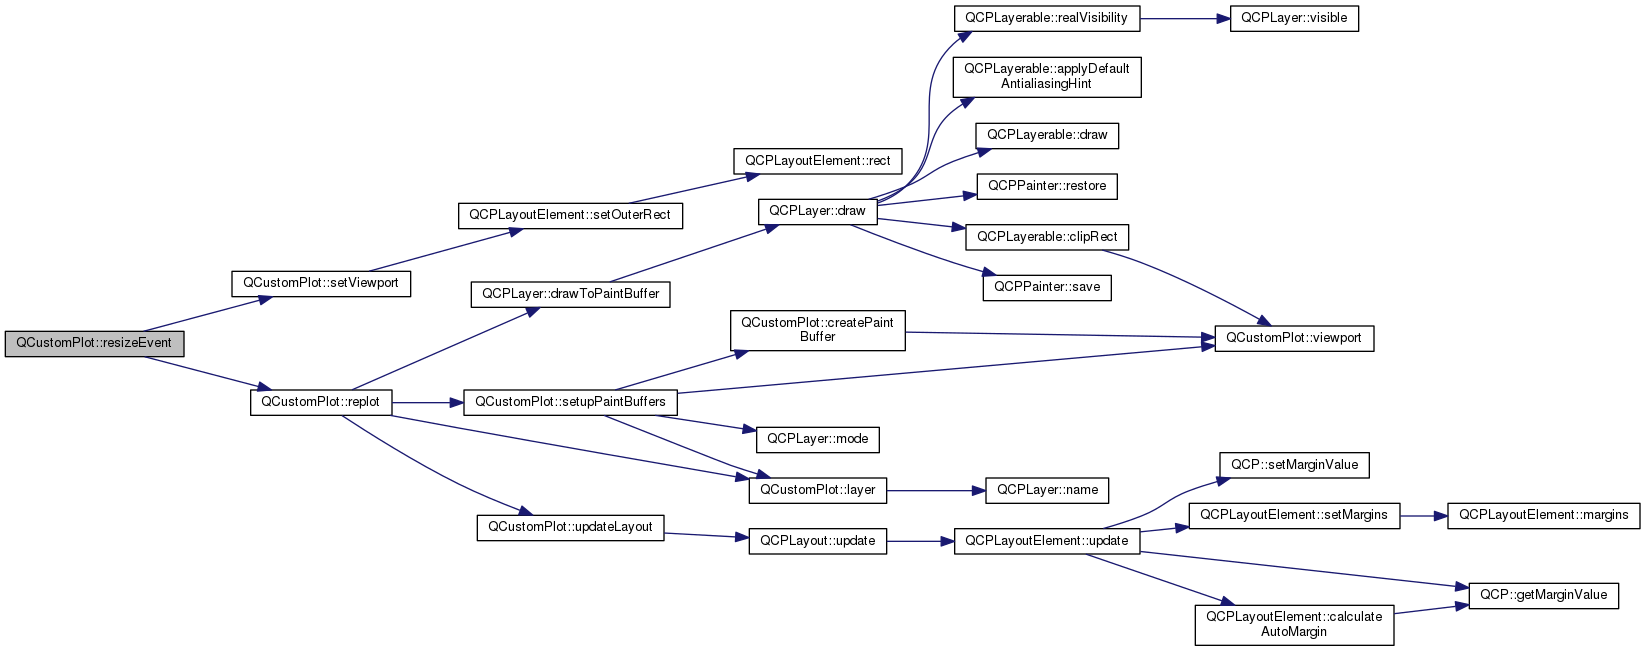 QCPLayerable::realVisibility
QCPLayer::visible
QCPLayerable::applyDefault
AntialiasingHint
QCPLayerable::draw
QCPLayoutElement::rect
QCPPainter::restore
QCPLayoutElement::setOuterRect
QCPLayer::draw
QCPLayerable::clipRect
QCustomPlot::setViewport
QCPLayer::drawToPaintBuffer
QCPPainter::save
QCustomPlot::createPaint
Buffer
QCustomPlot::resizeEvent
QCustomPlot::viewport
QCustomPlot::replot
QCustomPlot::setupPaintBuffers
QCPLayer::mode
QCP::setMarginValue
QCustomPlot::layer
QCPLayer::name
QCustomPlot::updateLayout
QCPLayoutElement::setMargins
QCPLayoutElement::margins
QCPLayout::update
QCPLayoutElement::update
QCP::getMarginValue
QCPLayoutElement::calculate
AutoMargin